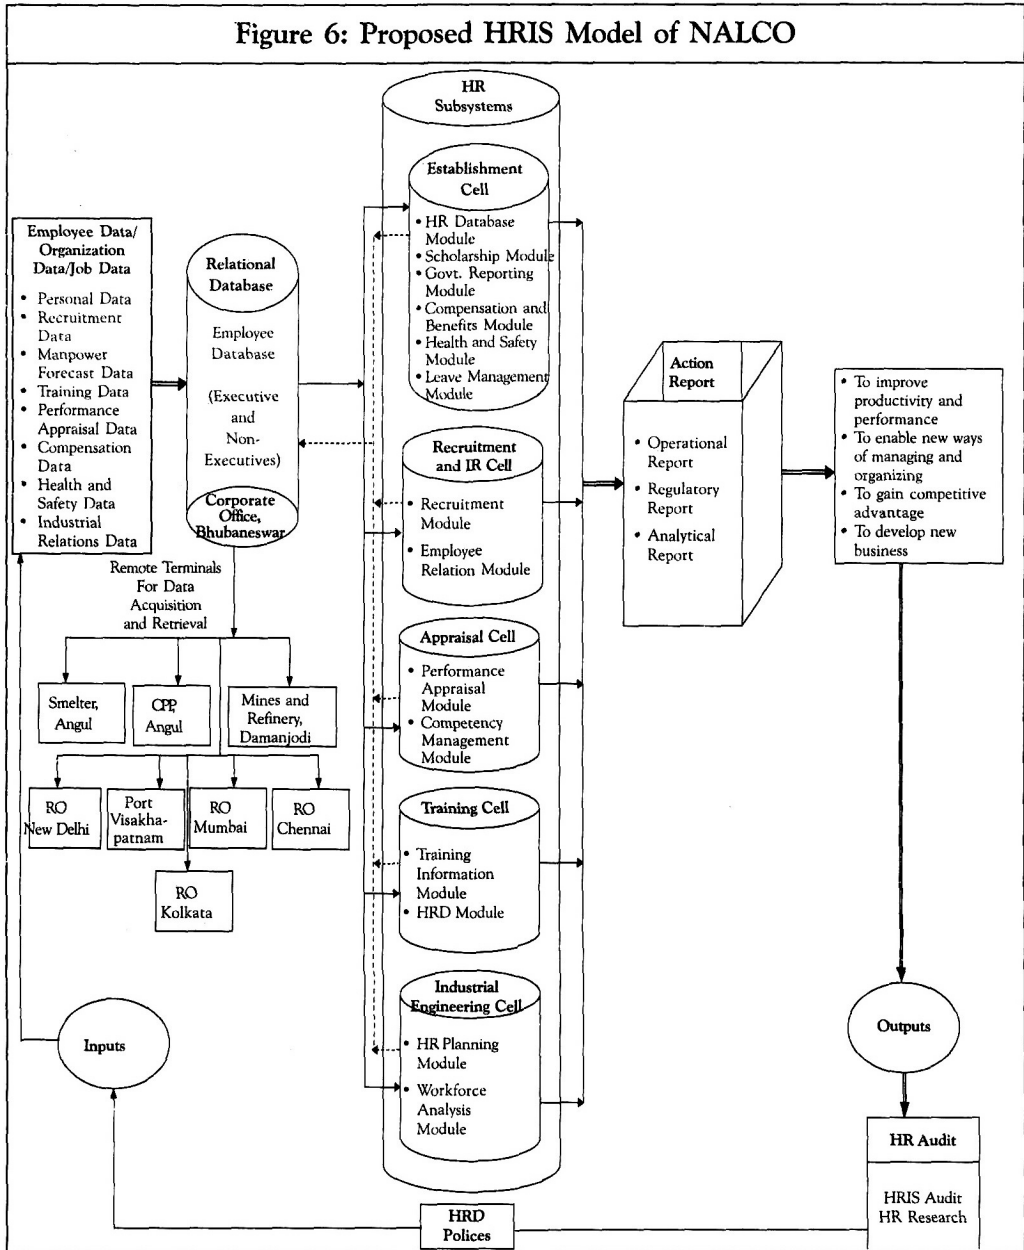 Figure 6: Proposed HRIS Model of NALCO
HR
Subsystems
Establishment
Cell
• HR Database
Module
• Scholarship Module
• Govt. Reporting
Module
• Compensation and
Benefits Module
• Health and Safety
Module
• Leave Management
Module
Employee Data/
Organization
Data/Job Data
• Personal Data
• Recruitment
Data
• Manpower
Forecast Data
• Training Data
• Performance
Appraisal Data
• Compensation
Data
• Health and
Safety Data
• Industrial
Relations Data
Relational
Database
Employee
Database
(Executive
and
Non-
Executives)
Corporate
Office,
Bhubaneswar
Remote Terminals
For Data
Acquisition
and Retrieval
Smelter,
Angul
CPP,
Angul
Mines and
Refinery,
Damanjodi
RO
New Delhi
Port
Visakha-
patnam
RO
Mumbai
RO
Chennai
RO
Kolkata
Recruitment
and IR Cell
• Recruitment
Module
• Employee
Relation Module
Appraisal Cell
• Performance
Appraisal
Module
• Competency
Management
Module
Training Cell
• Training
Information
Module
• HRD Module
Industrial
Engineering Cell
• HR Planning
Module
• Workforce
Analysis
Module
Action
Report
• Operational
Report
• Regulatory
Report
• Analytical
Report
• To improve
productivity and
performance
• To enable new ways
of managing and
organizing
• To gain competitive
advantage
• To develop new
business
Inputs
Outputs
HR Audit
HRIS Audit
HR Research
HRD
Polices